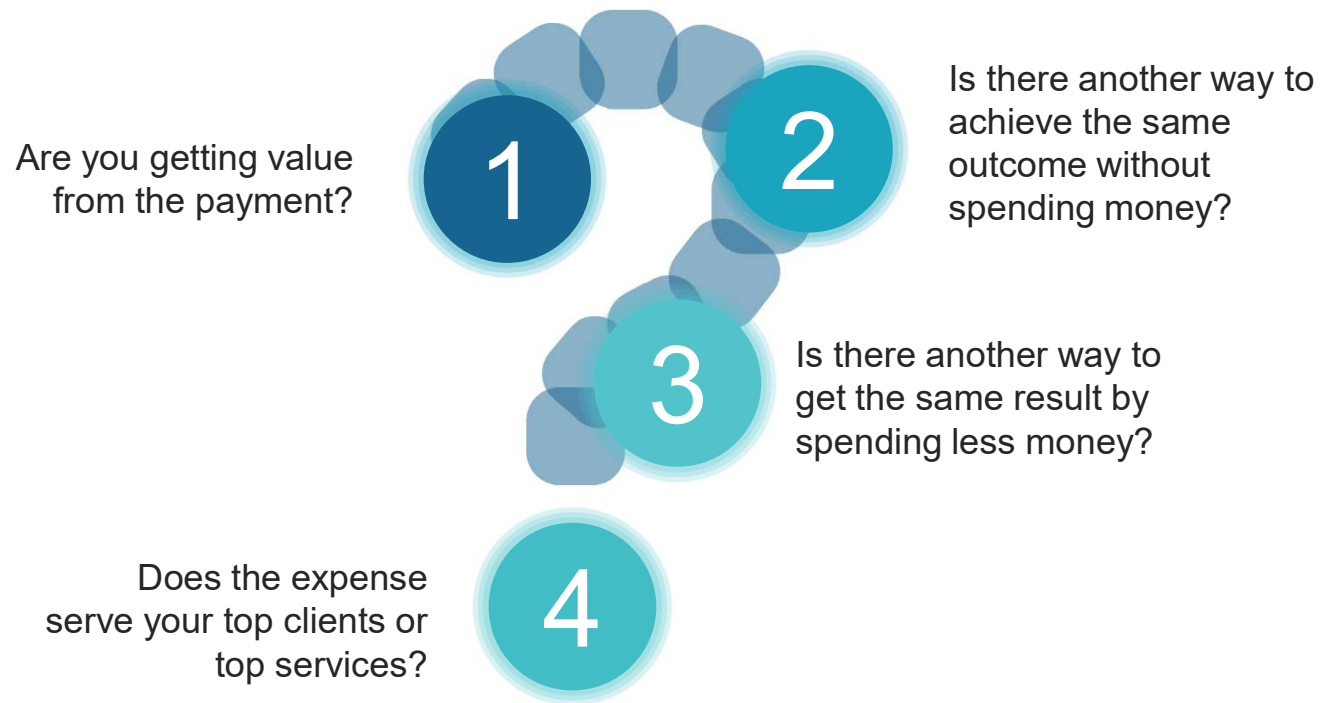 1
Are you getting value
from the payment?
2
Is there another way to
achieve the same
outcome without
spending money?
3
Is there another way to
get the same result by
spending less money?
4
Does the expense
serve your top clients or
top services?